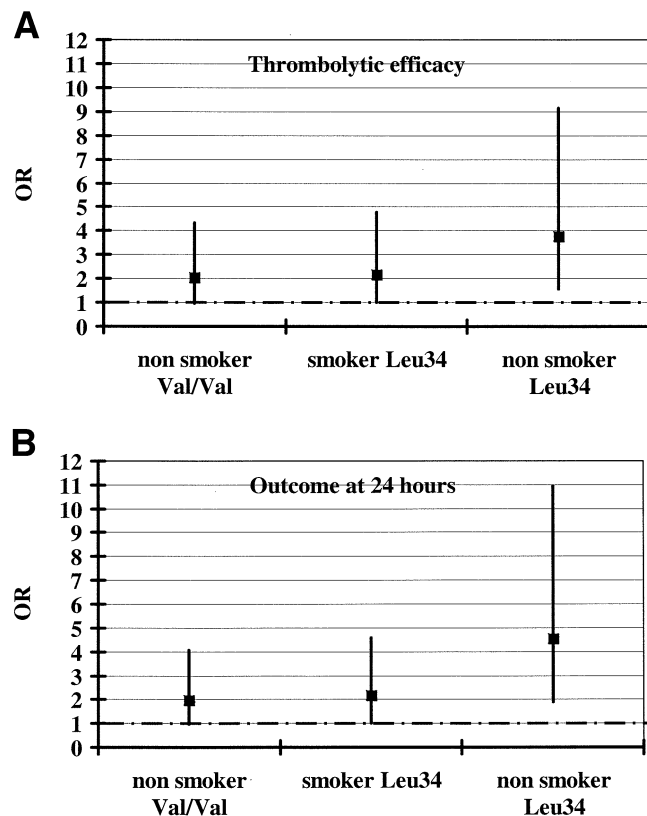 A
12
Thrombolytic efficacy
11
10
9
8
7
6
5
4
3
2
1
0
OR
non smoker smoker Leu34 non smoker
Val/Val Leu34
B
12
Outcome at 24 hours
11
10
9
8
7
6
5
4
3
2
1
0
OR
non smoker smoker Leu34 non smoker
Val/Val Leu34